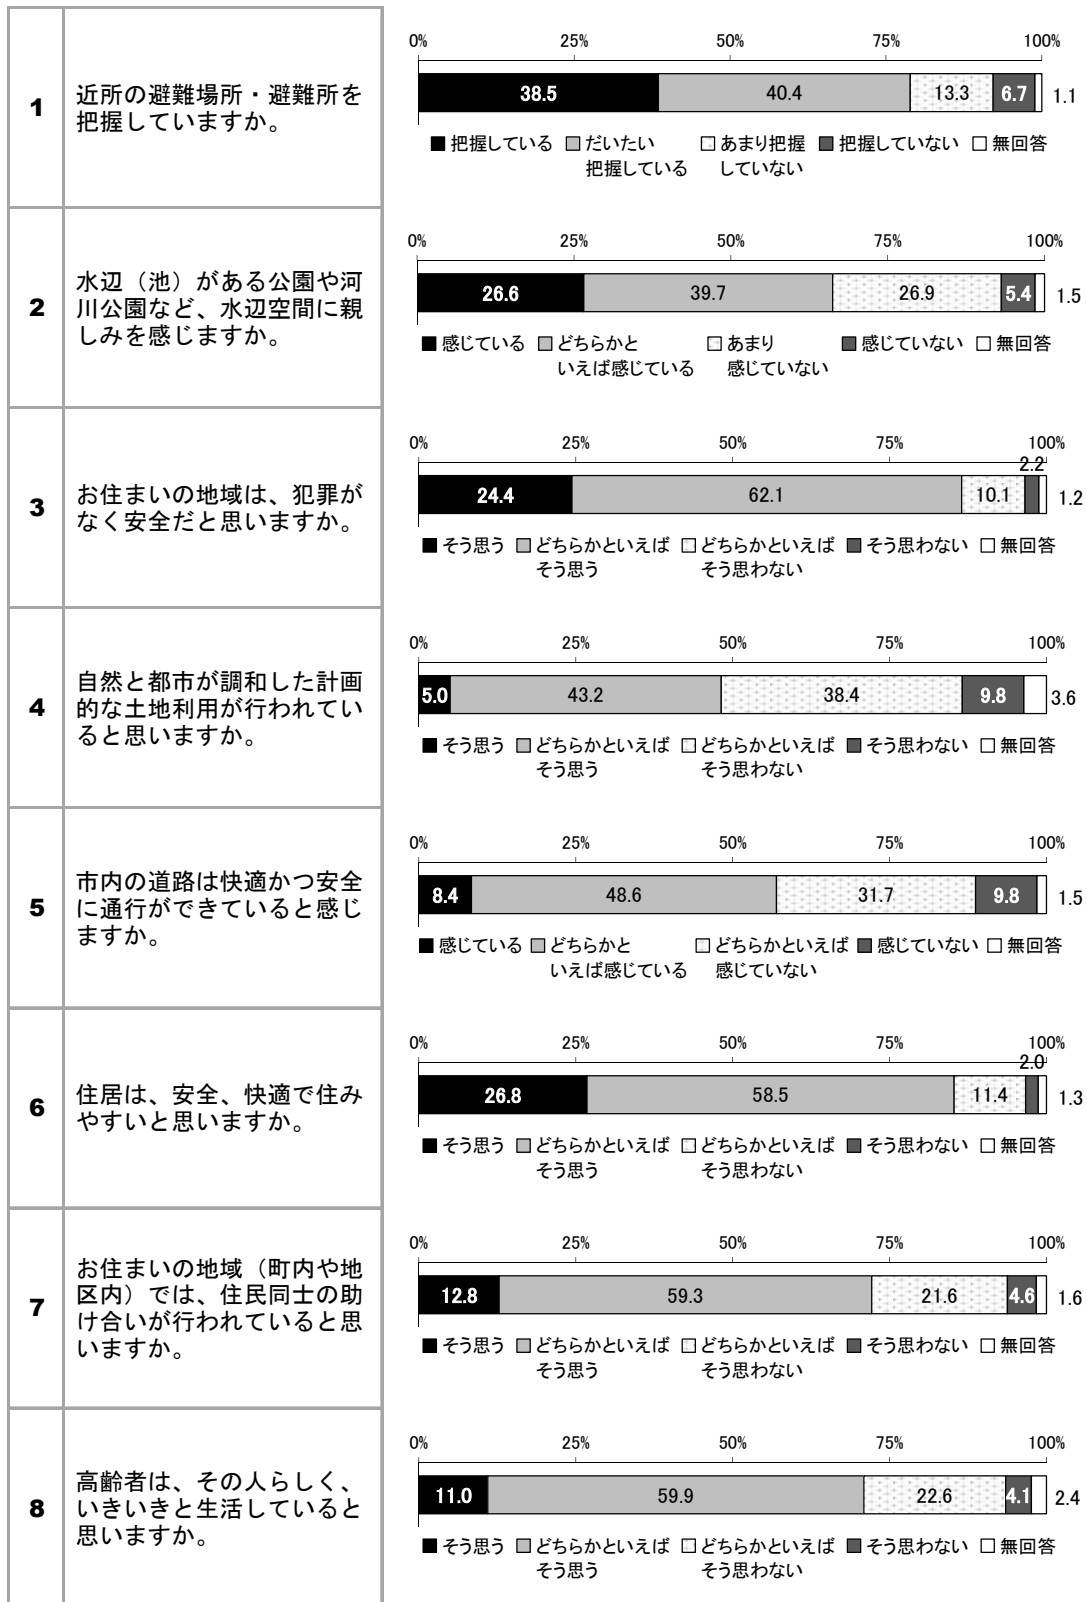 1
近所の避難場所・避難所を
把握していますか。
0% 25% 50% 75% 100%
38.5 40.4 13.3 6.7 1.1
把握している だいたい あまり把握 把握していない 無回答
把握している していない
2
水辺（池）がある公園や河
川公園など、水辺空間に親
しみを感じますか。
0% 25% 50% 75% 100%
26.6 39.7 26.9 5.4 1.5
感じている どちらかと あまり 感じていない 無回答
いえば感じている 感じていない
3
お住まいの地域は、犯罪が
なく安全だと思いますか。
0% 25% 50% 75% 100%
2.2
24.4 62.1 10.1 1.2
そう思う どちらかといえば どちらかといえば そう思わない 無回答
そう思う そう思わない
4
自然と都市が調和した計画
的な土地利用が行われてい
ると思いますか。
0% 25% 50% 75% 100%
5.0 43.2 38.4 9.8 3.6
そう思う どちらかといえば どちらかといえば そう思わない 無回答
そう思う そう思わない
5
市内の道路は快適かつ安全
に通行ができていると感じ
ますか。
0% 25% 50% 75% 100%
8.4 48.6 31.7 9.8 1.5
感じている どちらかと どちらかといえば 感じていない 無回答
いえば感じている 感じていない
6
住居は、安全、快適で住み
やすいと思いますか。
0% 25% 50% 75% 100%
2.0
26.8 58.5 11.4 1.3
そう思う どちらかといえば どちらかといえば そう思わない 無回答
そう思う そう思わない
7
お住まいの地域（町内や地
区内）では、住民同士の助
け合いが行われていると思
いますか。
0% 25% 50% 75% 100%
12.8 59.3 21.6 4.6 1.6
そう思う どちらかといえば どちらかといえば そう思わない 無回答
そう思う そう思わない
8
高齢者は、その人らしく、
いきいきと生活していると
思いますか。
0% 25% 50% 75% 100%
11.0 59.9 22.6 4.1 2.4
そう思う どちらかといえば どちらかといえば そう思わない 無回答
そう思う そう思わない